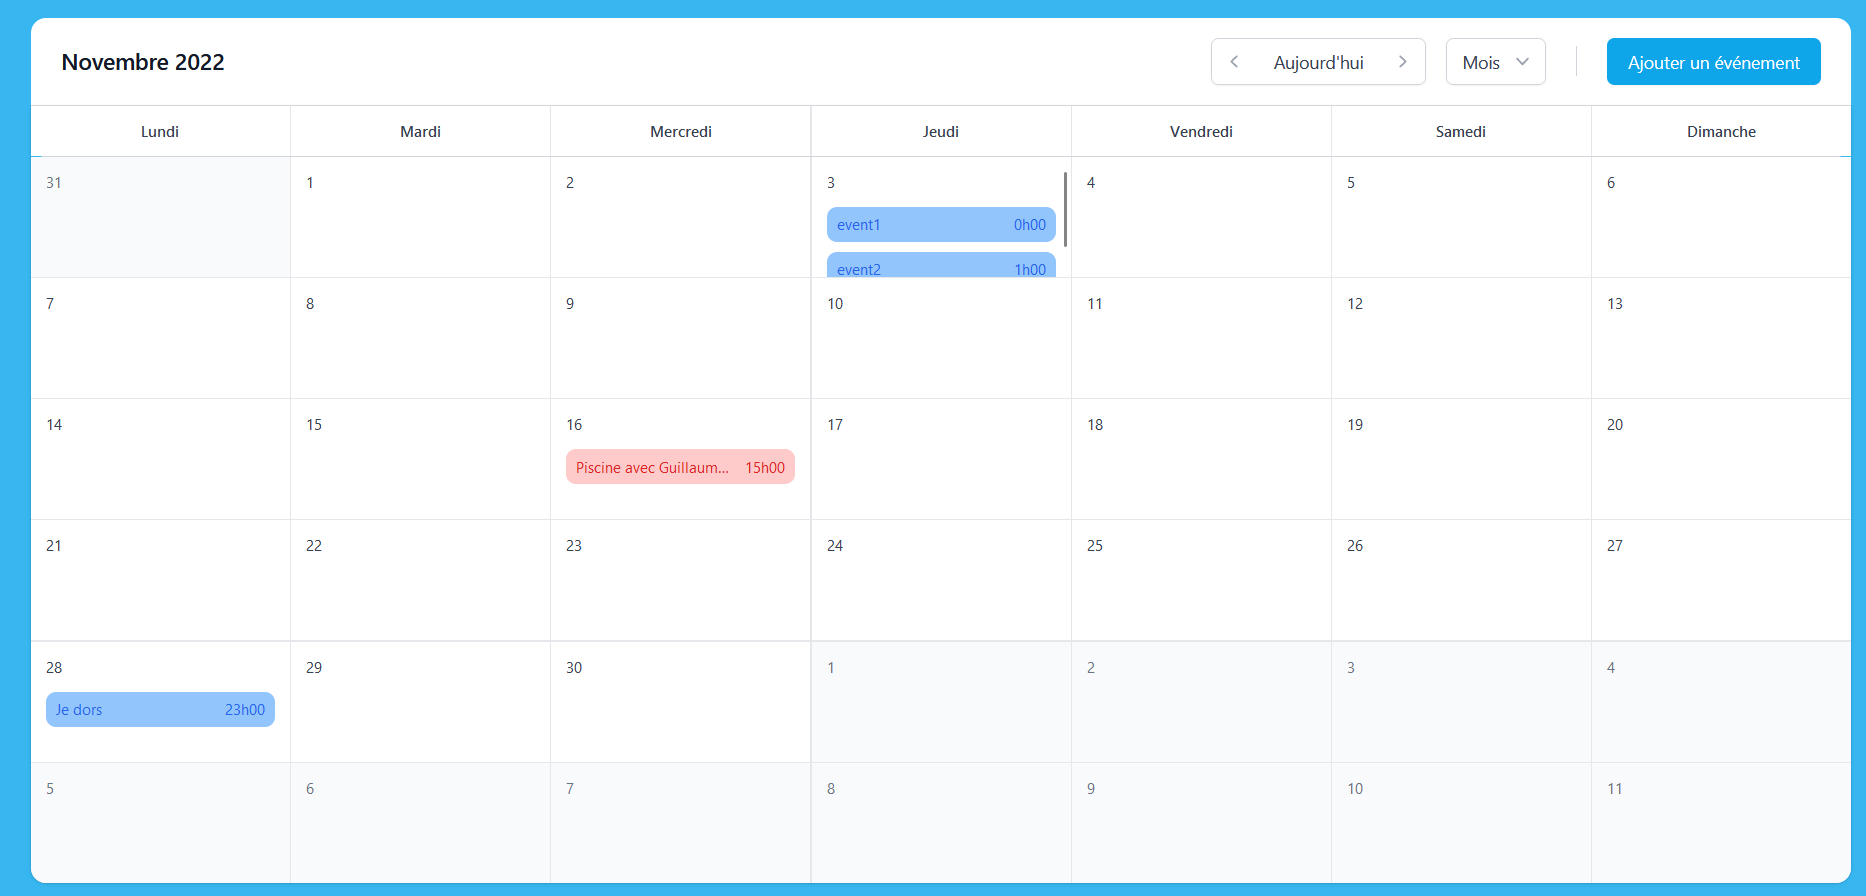 Novembre 2022
Aujourd'hui
Mois
Ajouter un événement
Lundi Mardi Mercredi Jeudi Vendredi Samedi Dimanche
31 1 2 3 4 5 6
event1 0h00
event2 1h00
7 8 9 10 11 12 13
14 15 16 17 18 19 20
Piscine avec Guillaum... 15h00
21 22 23 24 25 26 27
28 29 30 1 2 3 4
Je dors 23h00
5 6 7 8 9 10 11